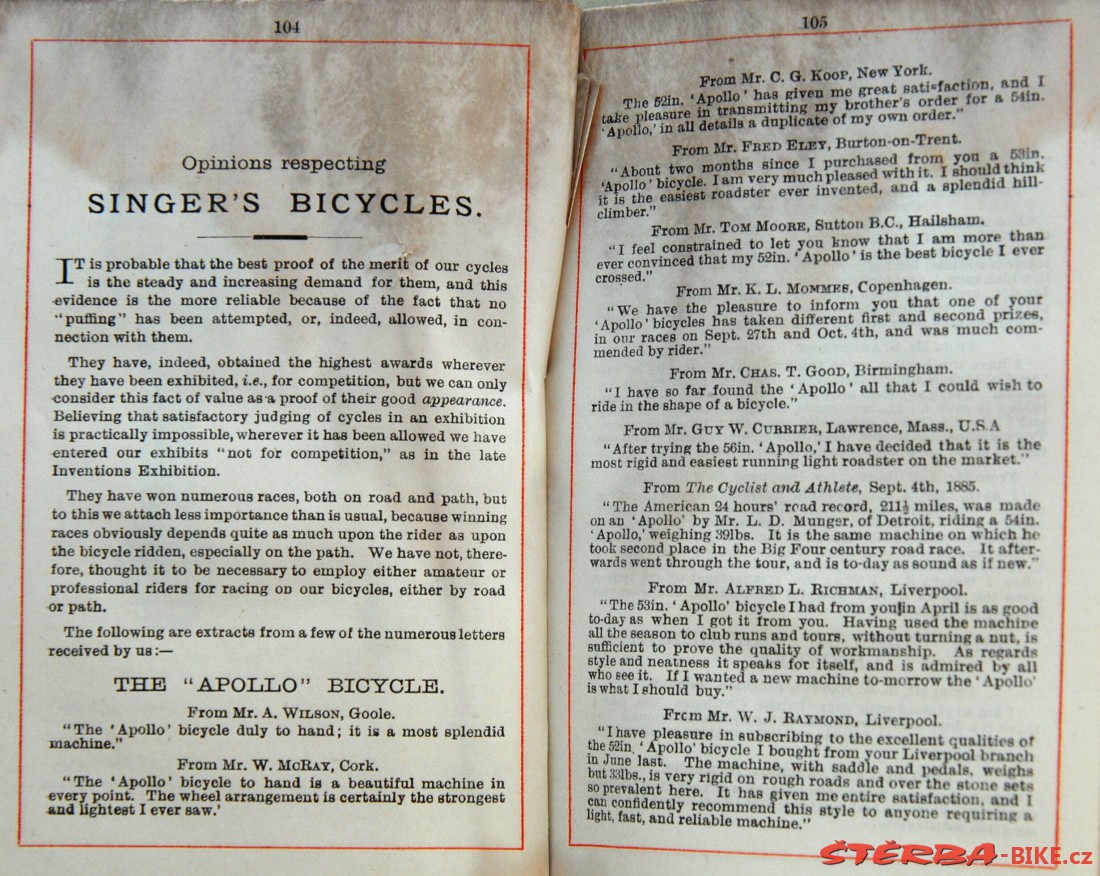 104
Opinions respecting
SINGER'S BICYCLES.
IT is probable that the best proof of the merit of our cycles
is the steady and increasing demand for them, and this
evidence is the more reliable because of the fact that no
"puffing" has been attempted, or, indeed, allowed, in con-
nection with them.
They have, indeed, obtained the highest awards wherever
they have been exhibited, i.e., for competition, but we can only
consider this fact of value as a proof of their good appearance.
Believing that satisfactory judging of cycles in an exhibition
is practically impossible, wherever it has been allowed we have
entered our exhibits "not for competition," as in the late
Inventions Exhibition.
They have won numerous races, both on road and path, but
to this we attach less importance than is usual, because winning
races obviously depends quite as much upon the rider as upon
the bicycle ridden, especially on the path. We have not, there-
fore, thought it to be necessary to employ either amateur or
professional riders for racing on our bicycles, either by road
or path.
The following are extracts from a few of the numerous letters
received by us:—
THE "APOLLO" BICYCLE.
From Mr. A. WILSON, Goole.
"The 'Apollo' bicycle duly to hand; it is a most splendid
machine."
From Mr. W. McRAY, Cork.
"The 'Apollo' bicycle to hand is a beautiful machine in
every point. The wheel arrangement is certainly the strongest
and lightest I ever saw.'
105
From Mr. C. G. KOOP, New York.
The 52in. 'Apollo' has given me great satisfaction, and I
take pleasure in transmitting my brother's order for a 54in.
'Apollo,' in all details a duplicate of my own order."
From Mr. FRED ELEY, Burton-on-Trent.
"About two months since I purchased from you a 53in.
'Apollo' bicycle. I am very much pleased with it. I should think
it is the easiest roadster ever invented, and a splendid hill-
climber."
From Mr. TOM MOORE, Sutton B.C., Hailsham.
"I feel constrained to let you know that I am more than
ever convinced that my 52in. 'Apollo' is the best bicycle I ever
crossed."
From Mr. K. L. MOMMES, Copenhagen.
"We have the pleasure to inform you that one of your
'Apollo' bicycles has taken different first and second prizes,
in our races on Sept. 27th and Oct. 4th, and was much com-
mended by rider."
From Mr. CHAS. T. GOOD, Birmingham.
"I have so far found the 'Apollo' all that I could wish to
ride in the shape of a bicycle."
From Mr. GUY W. CURRIER, Lawrence, Mass., U.S.A
"After trying the 56in. 'Apollo,' I have decided that it is the
most rigid and easiest running light roadster on the market."
From The Cyclist and Athlete, Sept. 4th, 1885.
"The American 24 hours' road record, 211½ miles, was made
on an 'Apollo' by Mr. L. D. Munger, of Detroit, riding a 54in.
'Apollo,' weighing 39lbs. It is the same machine on which he
took second place in the Big Four century road race. It after-
wards went through the tour, and is to-day as sound as if new."
From Mr. ALFRED L. RICHMAN, Liverpool.
"The 53in. 'Apollo' bicycle I had from you in April is as good
to-day as when I got it from you. Having used the machine
all the season to club runs and tours, without turning a nut, is
sufficient to prove the quality of workmanship. As regards
style and neatness it speaks for itself, and is admired by all
who see it. If I wanted a new machine to-morrow the 'Apollo'
is what I should buy."
From Mr. W. J. RAYMOND, Liverpool.
"I have pleasure in subscribing to the excellent qualities of
the 52in. 'Apollo' bicycle I bought from your Liverpool branch
in June last. The machine, with saddle and pedals, weighs
but 33lbs., is very rigid on rough roads and over the stone sets
so prevalent here. It has given me entire satisfaction, and I
can confidently recommend this style to anyone requiring a
light, fast, and reliable machine."
ŠTĚRBA-BIKE.cz